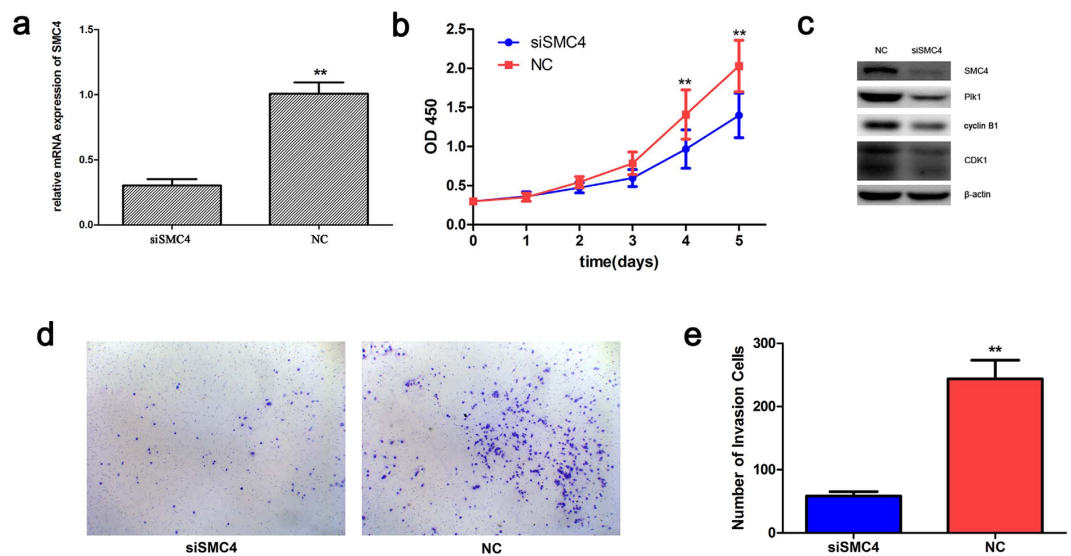 a
relative mRNA expression of SMC4
1.5
1.0
0.5
0.0
**
siSMC4
NC
b
OD 450
2.5
2.0
1.5
1.0
0.5
0.0
siSMC4
NC
**
**
0
1
2
3
4
5
time(days)
c
NC siSMC4
SMC4
Plk1
cyclin B1
CDK1
β-actin
d
siSMC4
NC
e
Number of Invasion Cells
300
200
100
0
**
siSMC4
NC